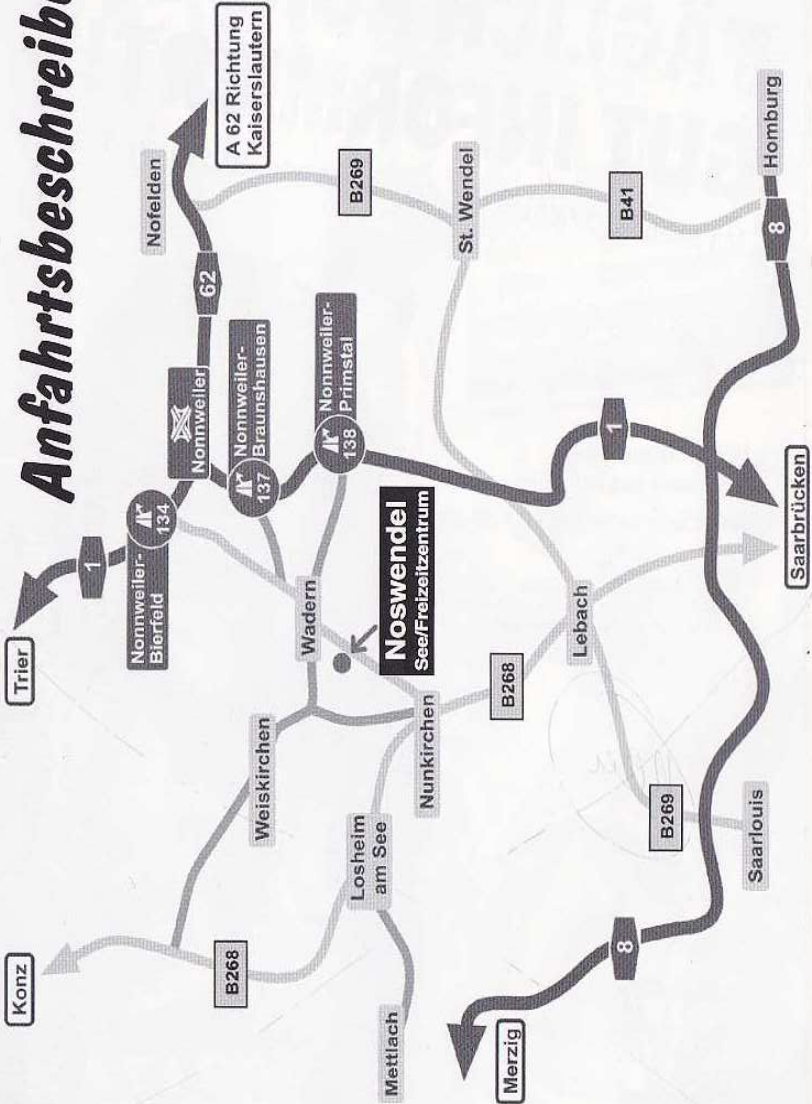 Anfahrtsbeschreib
Trier
Konz
1
Nonnweiler-
Bierfeld
134
Nonnweiler
62
Nofelden
A 62 Richtung
Kaiserslautern
137
Nonnweiler-
Braunshausen
138
Nonnweiler-
Primstal
B269
Weiskirchen
Wadern
Noswendel
See/Freizeitzentrum
B268
Losheim
am See
Nunkirchen
B268
St. Wendel
Mettlach
Lebach
1
B41
Merzig
8
B269
Saarlouis
Saarbrücken
8
Homburg